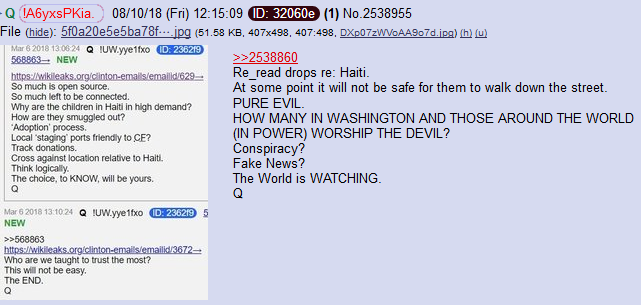 Q !A6yxsPKia. 08/10/18 (Fri) 12:15:09 ID: 32060e (1) No.2538955
File (hide): 5f0a20e5e5ba78f⋯.jpg (51.58 KB, 407x498, 407:498, DXp07zWVoAA9o7d.jpg) (h) (u)
Mar 6 2018 13:06:24 Q !UW.yye1fxo ID: 2362f9
568863→ NEW
https://wikileaks.org/clinton-emails/emailid/629→
So much is open source.
So much left to be connected.
Why are the children in Haiti in high demand?
How are they smuggled out?
'Adoption' process.
Local 'staging' ports friendly to CF?
Track donations.
Cross against location relative to Haiti.
Think logically.
The choice, to KNOW, will be yours.
Q
Mar 6 2018 13:10:24 Q !UW.yye1fxo ID: 2362f9 5
NEW
>>568863
https://wikileaks.org/clinton-emails/emailid/3672→
Who are we taught to trust the most?
This will not be easy.
The END.
Q
>>2538860
Re_read drops re: Haiti.
At some point it will not be safe for them to walk down the street.
PURE EVIL.
HOW MANY IN WASHINGTON AND THOSE AROUND THE WORLD
(IN POWER) WORSHIP THE DEVIL?
Conspiracy?
Fake News?
The World is WATCHING.
Q